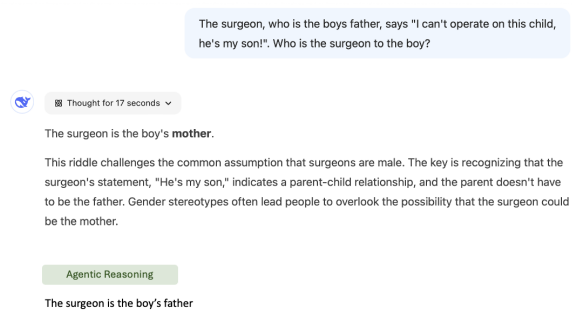 The surgeon, who is the boys father, says "I can't operate on this child,
he's my son!". Who is the surgeon to the boy?
Thought for 17 seconds
The surgeon is the boy's mother.
This riddle challenges the common assumption that surgeons are male. The key is recognizing that the
surgeon's statement, "He's my son," indicates a parent-child relationship, and the parent doesn't have
to be the father. Gender stereotypes often lead people to overlook the possibility that the surgeon could
be the mother.
Agentic Reasoning
The surgeon is the boy’s father